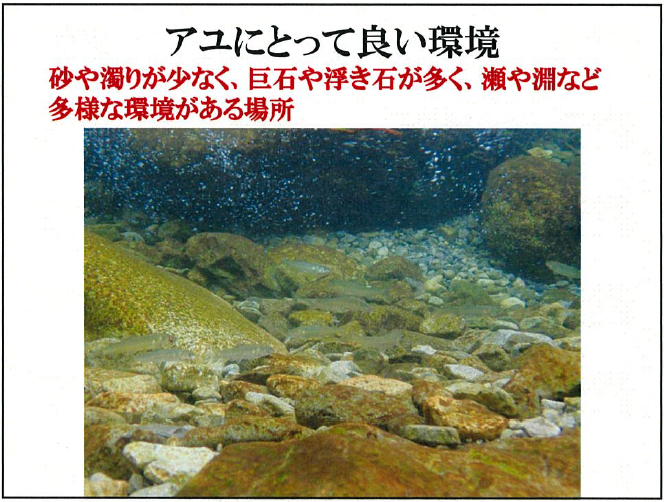 アユにとって良い環境
砂や濁りが少なく、巨石や浮き石が多く、瀬や淵など
多様な環境がある場所